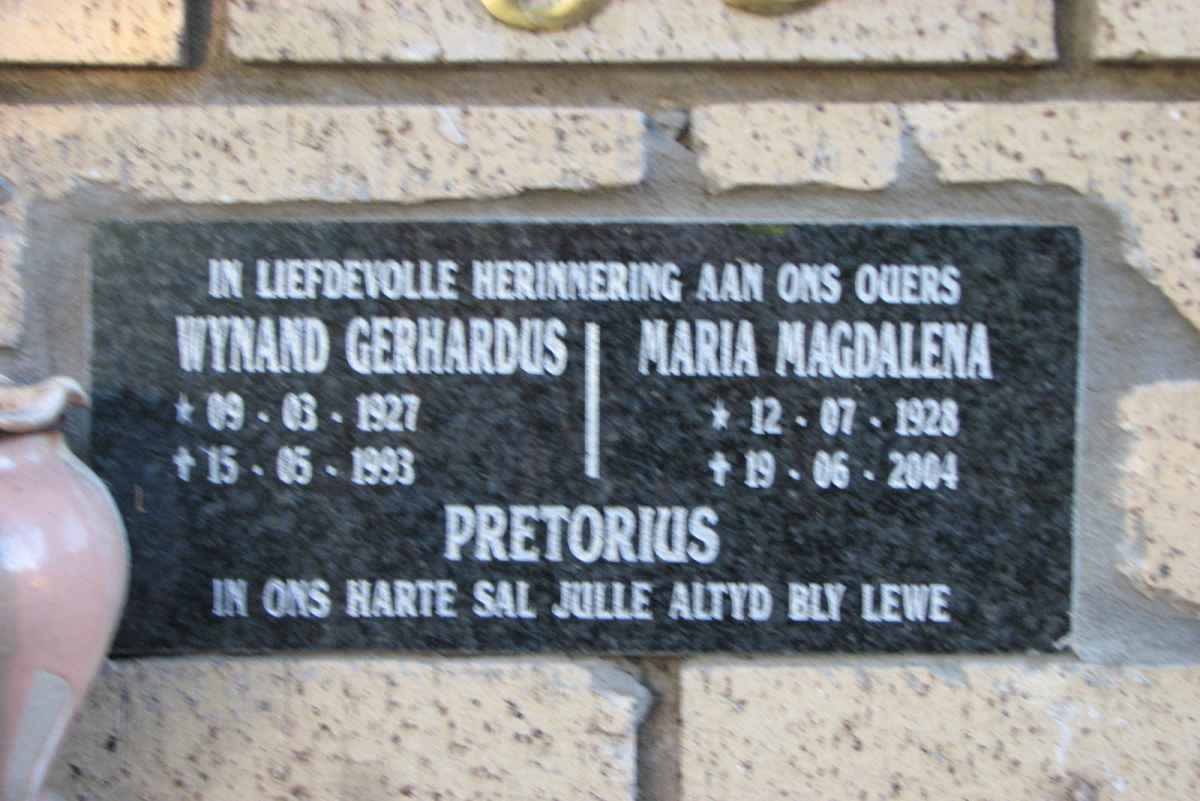 IN LIEFDEVOLLE HERINNERING AAN ONS OUERS
WYNAND GERHARDUS | MARIA MAGDALENA
★ 09 - 03 - 1927 ★ 12 - 07 - 1928
✝ 15 - 05 - 1993 ✝ 19 - 06 - 2004
PRETORIUS
IN ONS HARTE SAL JULLE ALTYD BLY LEWE